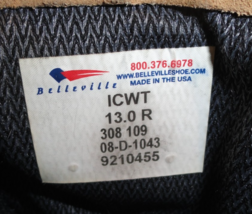 800.376.6978
www.BELLEVILLESHOE.COM
MADE IN THE USA
Belleville
ICWT
13.0 R
308 109
08-D-1043
9210455